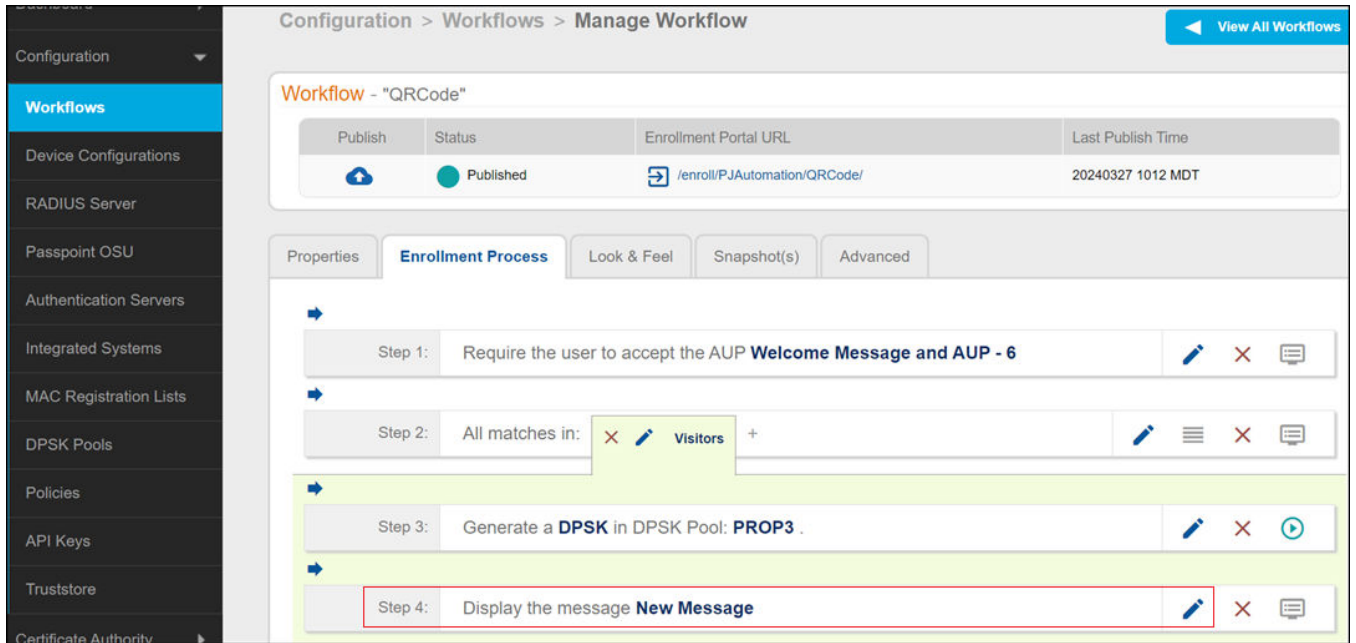 Dashboard
Configuration > Workflows > Manage Workflow
View All Workflows
Configuration
Workflow - "QRCode"
Workflows
Publish Status Enrollment Portal URL Last Publish Time
Device Configurations
Published /enroll/PJAutomation/QRCode/ 20240327 1012 MDT
RADIUS Server
Passpoint OSU
Properties Enrollment Process Look & Feel Snapshot(s) Advanced
Authentication Servers
Integrated Systems
Step 1: Require the user to accept the AUP Welcome Message and AUP - 6
MAC Registration Lists
Step 2: All matches in: Visitors +
DPSK Pools
Policies
Step 3: Generate a DPSK in DPSK Pool: PROP3 .
API Keys
Truststore
Step 4: Display the message New Message
Certificate Authority